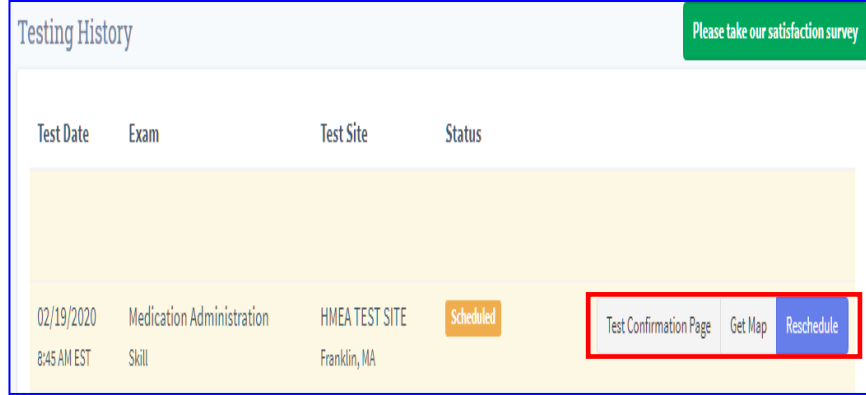 Testing History
Please take our satisfaction survey
Test Date Exam Test Site Status
02/19/2020 Medication Administration HMEA TEST SITE Scheduled Test Confirmation Page Get Map Reschedule
8:45 AM EST Skill Franklin, MA